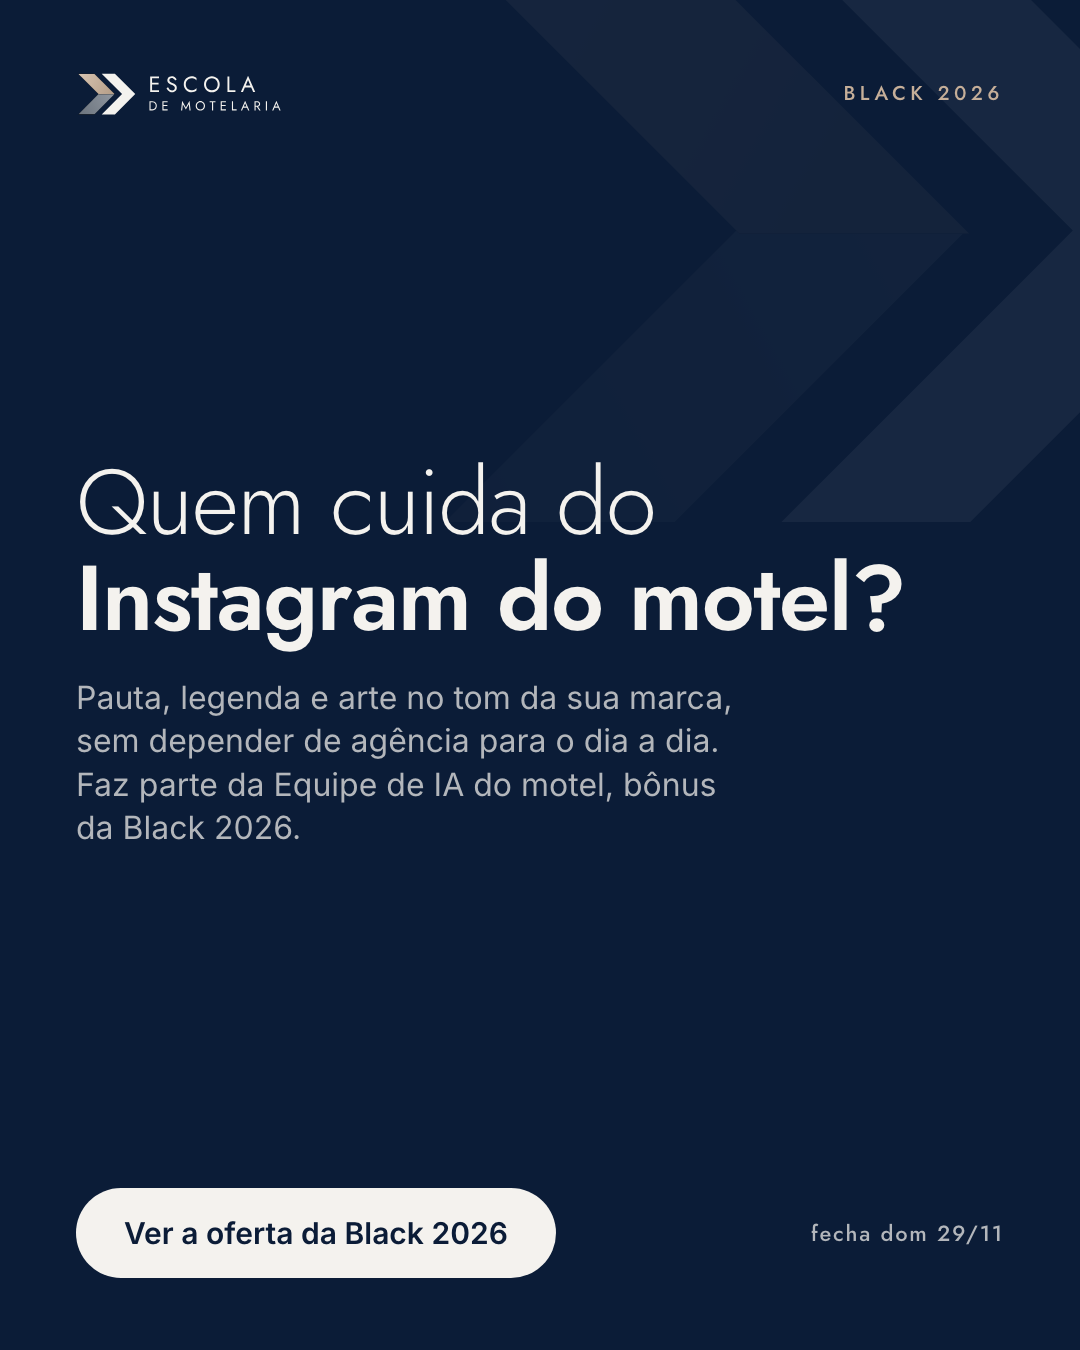 ESCOLA
DE MOTELARIA
BLACK 2026
Quem cuida do
Instagram do motel?
Pauta, legenda e arte no tom da sua marca,
sem depender de agência para o dia a dia.
Faz parte da Equipe de IA do motel, bônus
da Black 2026.
Ver a oferta da Black 2026
fecha dom 29/11